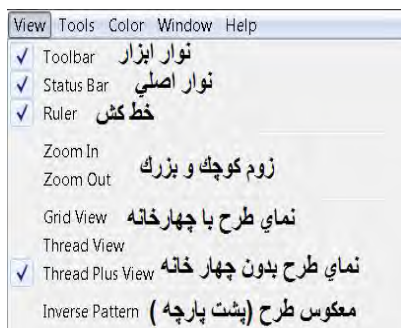 View Tools Color Window Help
Toolbar نوار ابزار
Status Bar نوار اصلي
Ruler خط كش
Zoom In
زوم كوچك و بزرك
Zoom Out
Grid View نماي طرح با چهارخانه
Thread View
Thread Plus View نماي طرح بدون چهار خانه
Inverse Pattern معكوس طرح (پشت پارچه )